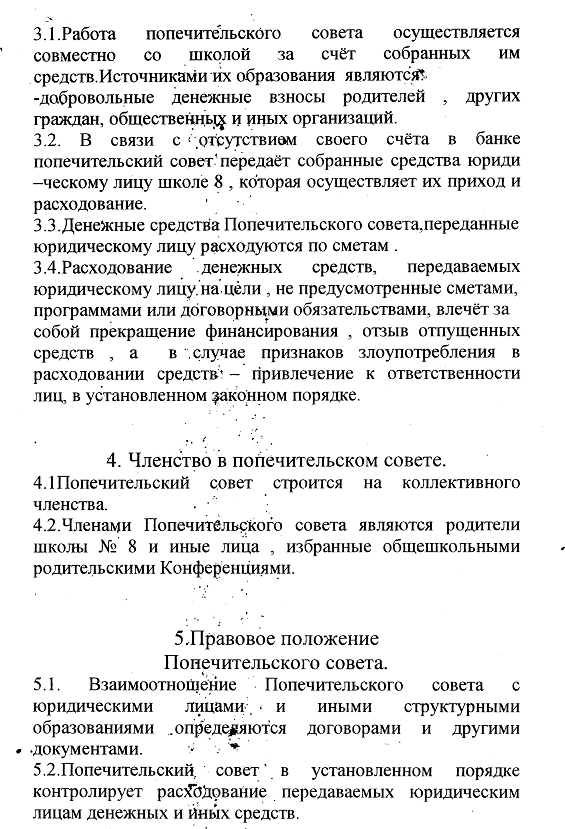 3.1.Работа попечительского совета осуществляется
совместно со школой за счёт собранных им
средств.Источниками их образования являются
-добровольные денежные взносы родителей , других
граждан, общественных и иных организаций.
3.2. В связи с отсутствием своего счёта в банке
попечительский совет передаёт собранные средства юриди
–ческому лицу школе 8 , которая осуществляет их приход и
расходование.
3.3.Денежные средства Попечительского совета,переданные
юридическому лицу расходуются по сметам .
3.4.Расходование денежных средств, передаваемых
юридическому лицу на цели , не предусмотренные сметами,
программами или договорными обязательствами, влечёт за
собой прекращение финансирования , отзыв отпущенных
средств , а в случае признаков злоупотребления в
расходовании средств – привлечение к ответственности
лиц, в установленном законном порядке.
4. Членство в попечительском совете.
4.1Попечительский совет строится на коллективного
членства.
4.2.Членами Попечительского совета являются родители
школы № 8 и иные лица , избранные общешкольными
родительскими Конференциями.
5.Правовое положение
Попечительского совета.
5.1. Взаимоотношение Попечительского совета с
юридическими лицами и иными структурными
образованиями определяются договорами и другими
документами.
5.2.Попечительский совет в установленном порядке
контролирует расходование передаваемых юридическим
лицам денежных и иных средств.